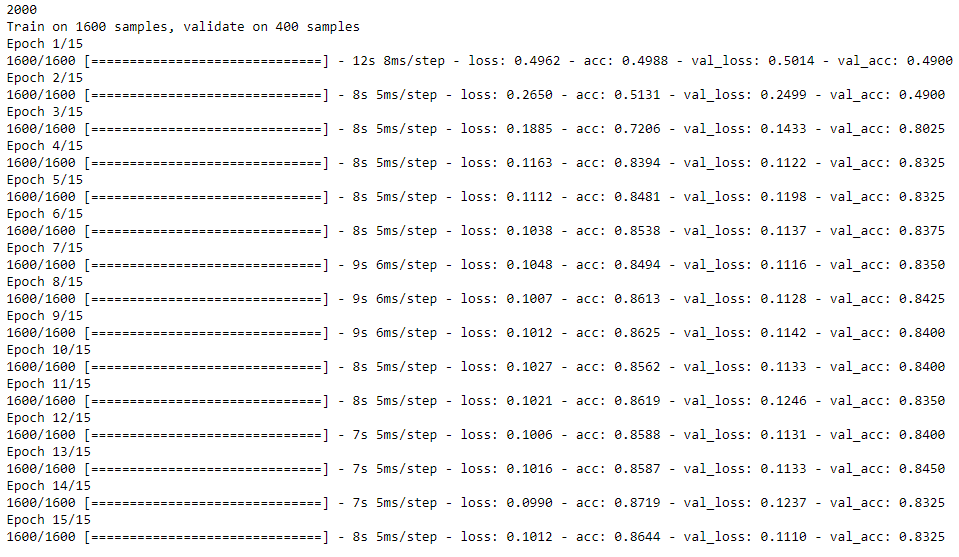 2000
Train on 1600 samples, validate on 400 samples
Epoch 1/15
1600/1600 [==============================] - 12s 8ms/step - loss: 0.4962 - acc: 0.4988 - val_loss: 0.5014 - val_acc: 0.4900
Epoch 2/15
1600/1600 [==============================] - 8s 5ms/step - loss: 0.2650 - acc: 0.5131 - val_loss: 0.2499 - val_acc: 0.4900
Epoch 3/15
1600/1600 [==============================] - 8s 5ms/step - loss: 0.1885 - acc: 0.7206 - val_loss: 0.1433 - val_acc: 0.8025
Epoch 4/15
1600/1600 [==============================] - 8s 5ms/step - loss: 0.1163 - acc: 0.8394 - val_loss: 0.1122 - val_acc: 0.8325
Epoch 5/15
1600/1600 [==============================] - 8s 5ms/step - loss: 0.1112 - acc: 0.8481 - val_loss: 0.1198 - val_acc: 0.8325
Epoch 6/15
1600/1600 [==============================] - 8s 5ms/step - loss: 0.1038 - acc: 0.8538 - val_loss: 0.1137 - val_acc: 0.8375
Epoch 7/15
1600/1600 [==============================] - 9s 6ms/step - loss: 0.1048 - acc: 0.8494 - val_loss: 0.1116 - val_acc: 0.8350
Epoch 8/15
1600/1600 [==============================] - 9s 6ms/step - loss: 0.1007 - acc: 0.8613 - val_loss: 0.1128 - val_acc: 0.8425
Epoch 9/15
1600/1600 [==============================] - 9s 6ms/step - loss: 0.1012 - acc: 0.8625 - val_loss: 0.1142 - val_acc: 0.8400
Epoch 10/15
1600/1600 [==============================] - 8s 5ms/step - loss: 0.1027 - acc: 0.8562 - val_loss: 0.1133 - val_acc: 0.8400
Epoch 11/15
1600/1600 [==============================] - 8s 5ms/step - loss: 0.1021 - acc: 0.8619 - val_loss: 0.1246 - val_acc: 0.8350
Epoch 12/15
1600/1600 [==============================] - 7s 5ms/step - loss: 0.1006 - acc: 0.8588 - val_loss: 0.1131 - val_acc: 0.8400
Epoch 13/15
1600/1600 [==============================] - 7s 5ms/step - loss: 0.1016 - acc: 0.8587 - val_loss: 0.1133 - val_acc: 0.8450
Epoch 14/15
1600/1600 [==============================] - 7s 5ms/step - loss: 0.0990 - acc: 0.8719 - val_loss: 0.1237 - val_acc: 0.8325
Epoch 15/15
1600/1600 [==============================] - 8s 5ms/step - loss: 0.1012 - acc: 0.8644 - val_loss: 0.1110 - val_acc: 0.8325